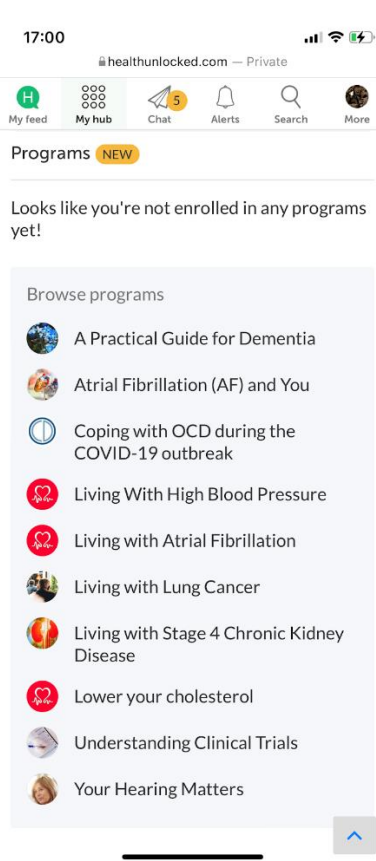 17:00
healthunlocked.com — Private
H
5
My feed My hub Chat Alerts Search More
Programs NEW
Looks like you're not enrolled in any programs
yet!
Browse programs
A Practical Guide for Dementia
Atrial Fibrillation (AF) and You
Coping with OCD during the
COVID-19 outbreak
Living With High Blood Pressure
Living with Atrial Fibrillation
Living with Lung Cancer
Living with Stage 4 Chronic Kidney
Disease
Lower your cholesterol
Understanding Clinical Trials
Your Hearing Matters